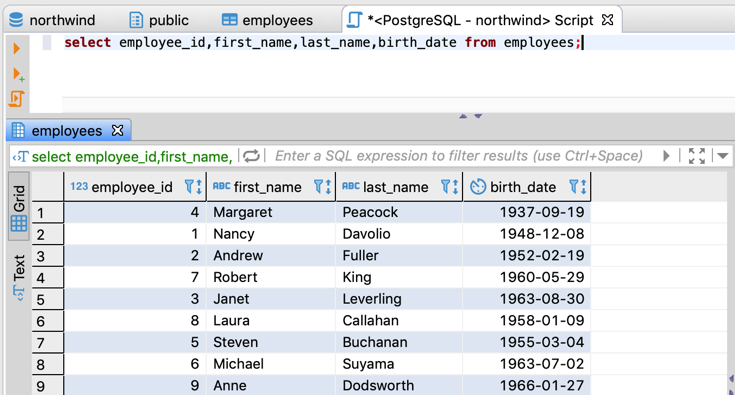 northwind public employees *<PostgreSQL - northwind> Script
select employee_id,first_name,last_name,birth_date from employees;
employees
select employee_id,first_name, Enter a SQL expression to filter results (use Ctrl+Space)
Grid
Text
123 employee_id ABC first_name ABC last_name birth_date
1 4 Margaret Peacock 1937-09-19
2 1 Nancy Davolio 1948-12-08
3 2 Andrew Fuller 1952-02-19
4 7 Robert King 1960-05-29
5 3 Janet Leverling 1963-08-30
6 8 Laura Callahan 1958-01-09
7 5 Steven Buchanan 1955-03-04
8 6 Michael Suyama 1963-07-02
9 9 Anne Dodsworth 1966-01-27